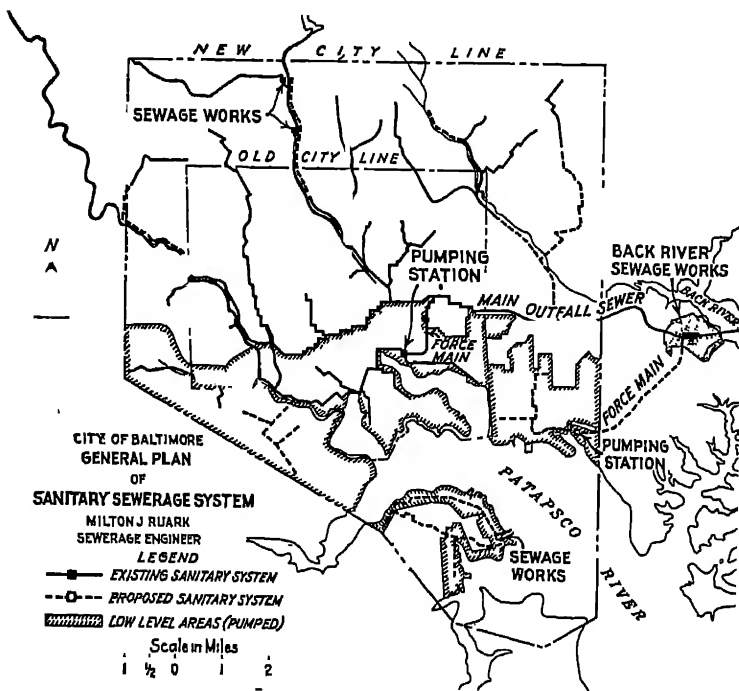 NEW CITY LINE
SEWAGE WORKS
OLD CITY LINE
N
PUMPING
STATION
BACK RIVER
SEWAGE WORKS
BACK RIVER
MAIN OUTFALL SEWER
FORCE
MAIN
FORCE MAIN
PUMPING
STATION
PATAPSCO
RIVER
SEWAGE
WORKS
CITY OF BALTIMORE
GENERAL PLAN
OF
SANITARY SEWERAGE SYSTEM
MILTON J RUARK
SEWERAGE ENGINEER
LEGEND
EXISTING SANITARY SYSTEM
PROPOSED SANITARY SYSTEM
LOW LEVEL AREAS (PUMPED)
Scale in Miles
1 ½ 0 1 2